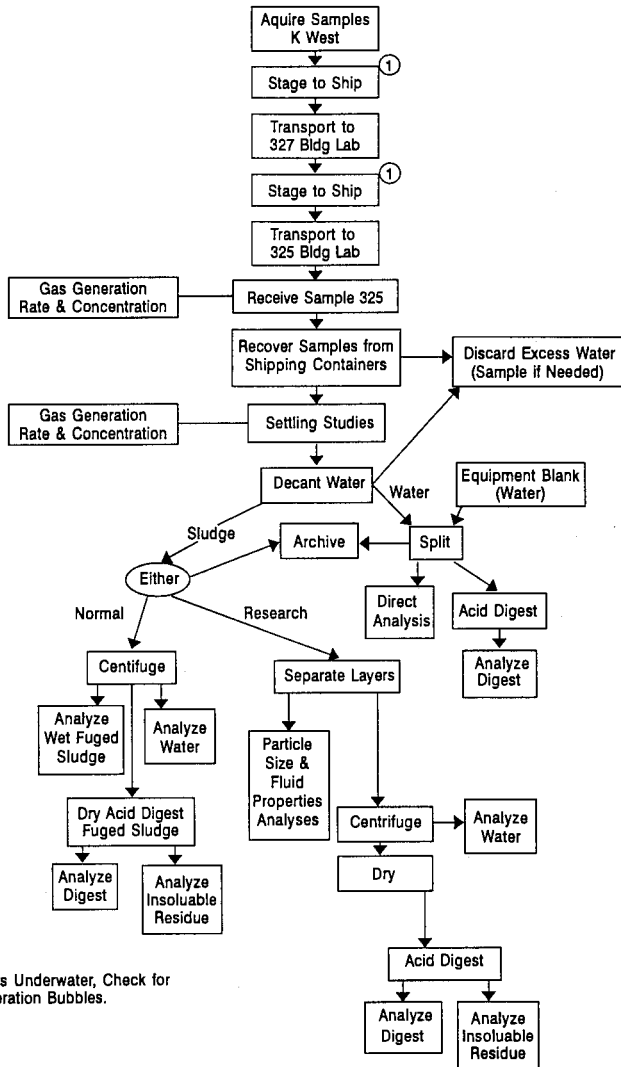 Aquire Samples
K West
1
Stage to Ship
Transport to
327 Bldg Lab
1
Stage to Ship
Transport to
325 Bldg Lab
Gas Generation
Rate & Concentration
Receive Sample 325
Recover Samples from
Shipping Containers
Discard Excess Water
(Sample if Needed)
Gas Generation
Rate & Concentration
Settling Studies
Decant Water
Water
Equipment Blank
(Water)
Sludge
Archive
Split
Either
Direct
Analysis
Acid Digest
Analyze
Digest
Normal
Research
Centifuge
Separate Layers
Analyze
Wet Fuged
Sludge
Analyze
Water
Particle
Size &
Fluid
Properties
Analyses
Dry Acid Digest
Fuged Sludge
Centrifuge
Analyze
Water
Analyze
Digest
Analyze
Insoluable
Residue
Dry
Acid Digest
Analyze
Digest
Analyze
Insoluable
Residue
s Underwater, Check for
eration Bubbles.